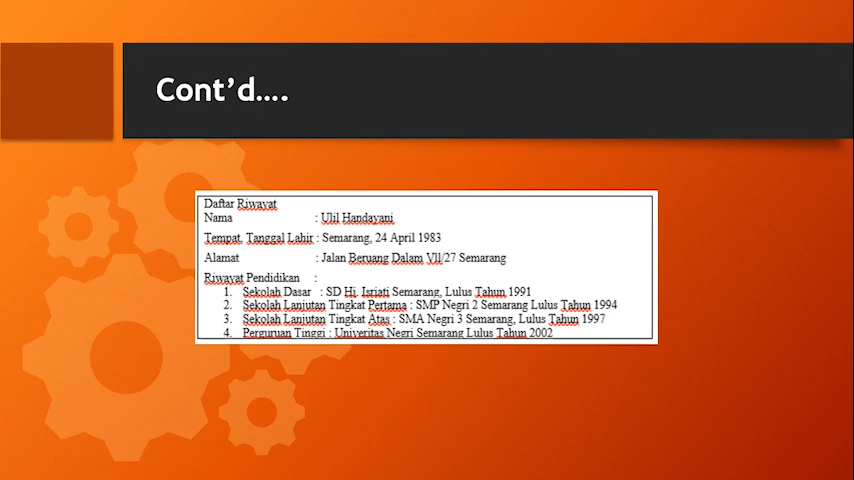 Cont’d....
Daftar Riwayat
Nama : Ulil Handayani
Tempat, Tanggal Lahir : Semarang, 24 April 1983
Alamat : Jalan Beruang Dalam VII/27 Semarang
Riwayat Pendidikan :
1. Sekolah Dasar : SD Hj. Isriati Semarang, Lulus Tahun 1991
2. Sekolah Lanjutan Tingkat Pertama : SMP Negri 2 Semarang Lulus Tahun 1994
3. Sekolah Lanjutan Tingkat Atas : SMA Negri 3 Semarang, Lulus Tahun 1997
4. Perguruan Tinggi : Univeritas Negri Semarang Lulus Tahun 2002